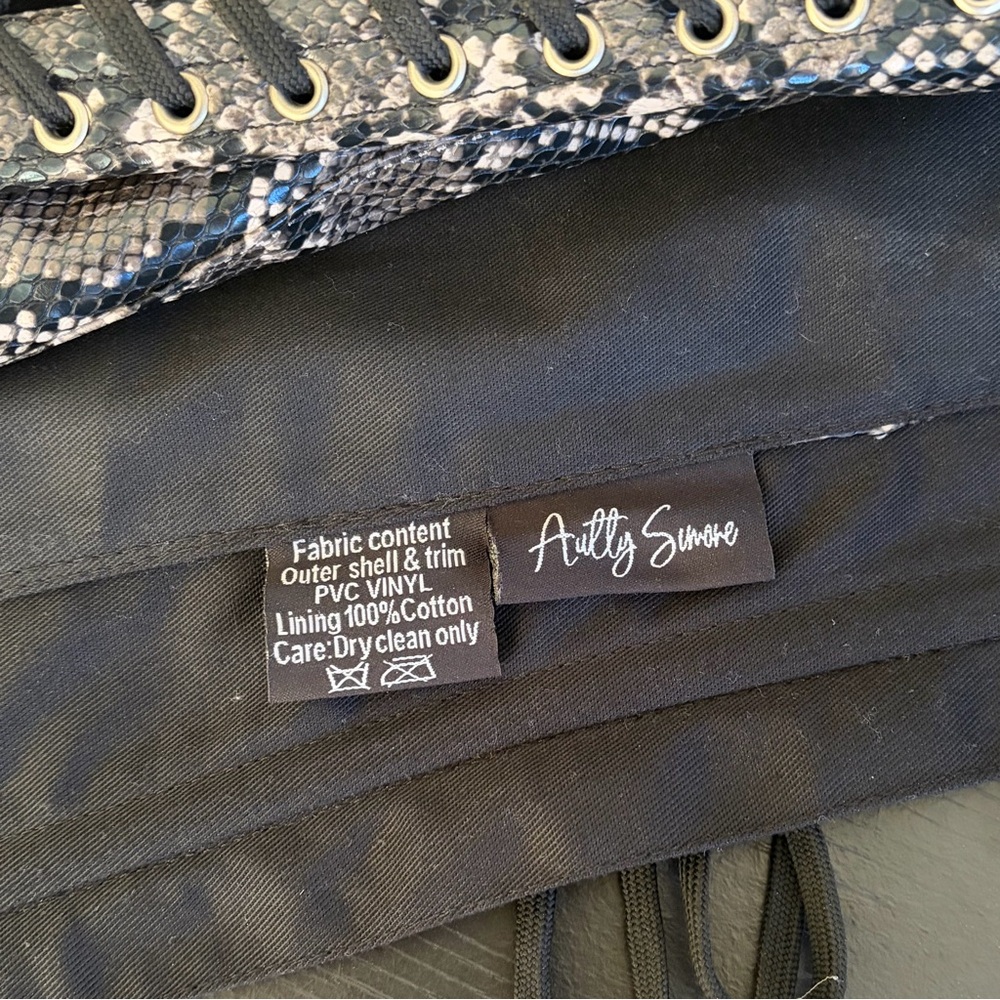 Fabric content
Outer shell & trim
PVC VINYL
Lining 100%Cotton
Care:Dry clean only
Autty Simone